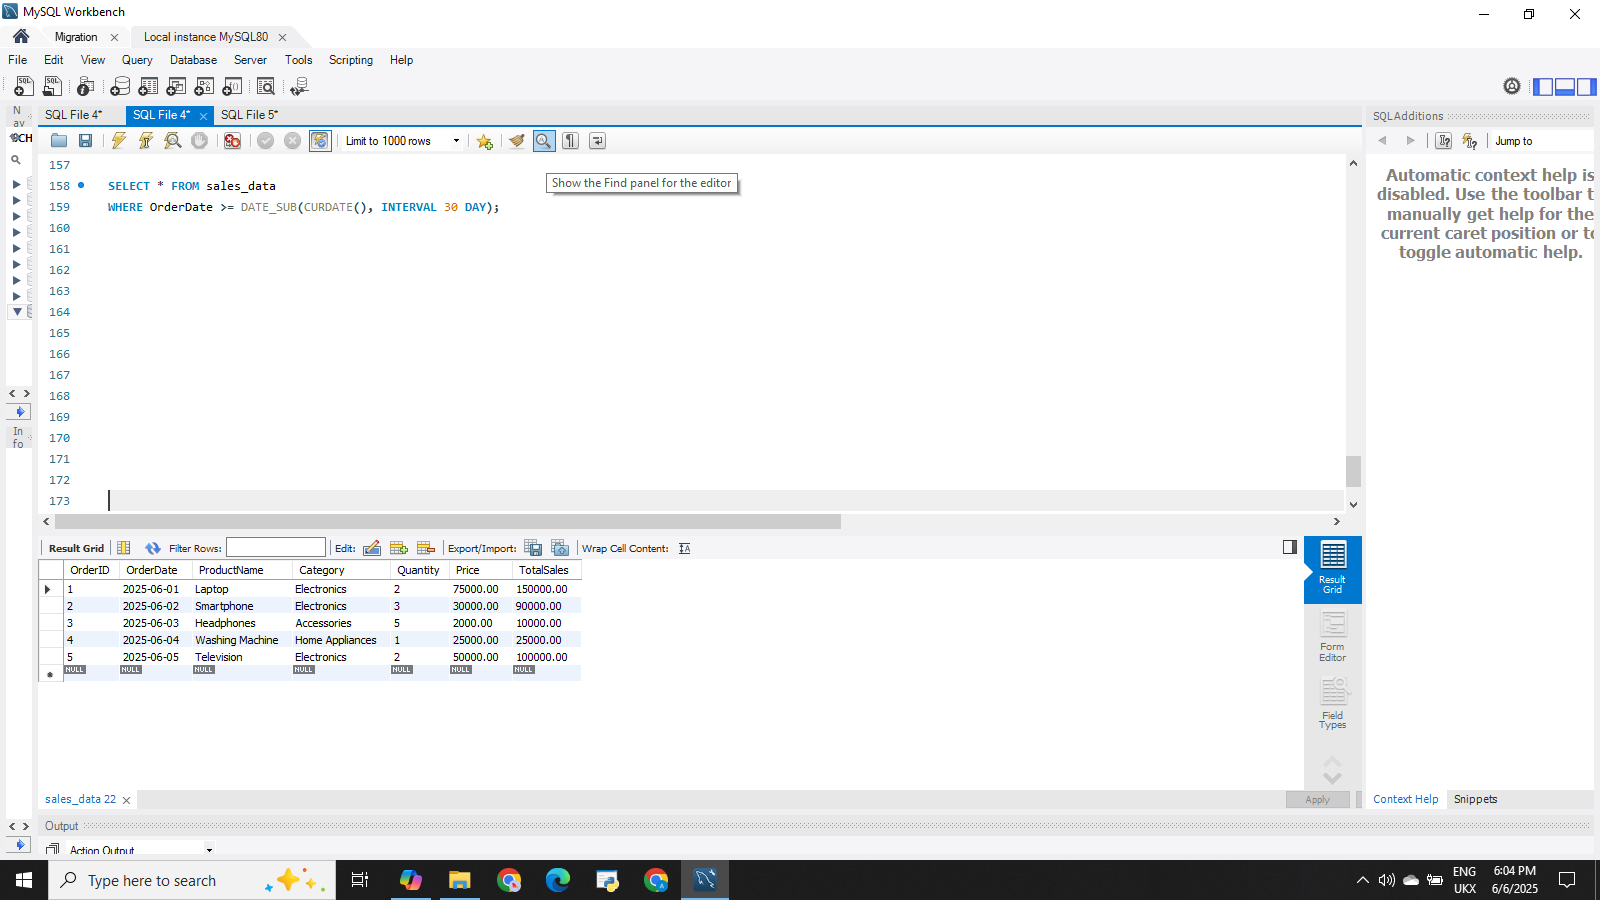 MySQL Workbench
Migration
Local instance MySQL80
File Edit View Query Database Server Tools Scripting Help
N
av
SQL File 4*
SQL File 4*
SQL File 5*
SQLAdditions
CH
Limit to 1000 rows
Jump to
157
158 SELECT * FROM sales_data
159 WHERE OrderDate >= DATE_SUB(CURDATE(), INTERVAL 30 DAY);
160
161
162
163
164
165
166
167
168
169
170
171
172
173
Show the Find panel for the editor
Automatic context help is
disabled. Use the toolbar t
manually get help for the
current caret position or to
toggle automatic help.
In
fo
Result Grid Filter Rows: Edit: Export/Import: Wrap Cell Content:
OrderID OrderDate ProductName Category Quantity Price TotalSales
1 2025-06-01 Laptop Electronics 2 75000.00 150000.00
2 2025-06-02 Smartphone Electronics 3 30000.00 90000.00
3 2025-06-03 Headphones Accessories 5 2000.00 10000.00
4 2025-06-04 Washing Machine Home Appliances 1 25000.00 25000.00
5 2025-06-05 Television Electronics 2 50000.00 100000.00
NULL NULL NULL NULL NULL NULL NULL
Result
Grid
Form
Editor
Field
Types
sales_data 22
Apply
Context Help Snippets
Output
Action Output
Type here to search
ENG
UKX
6:04 PM
6/6/2025